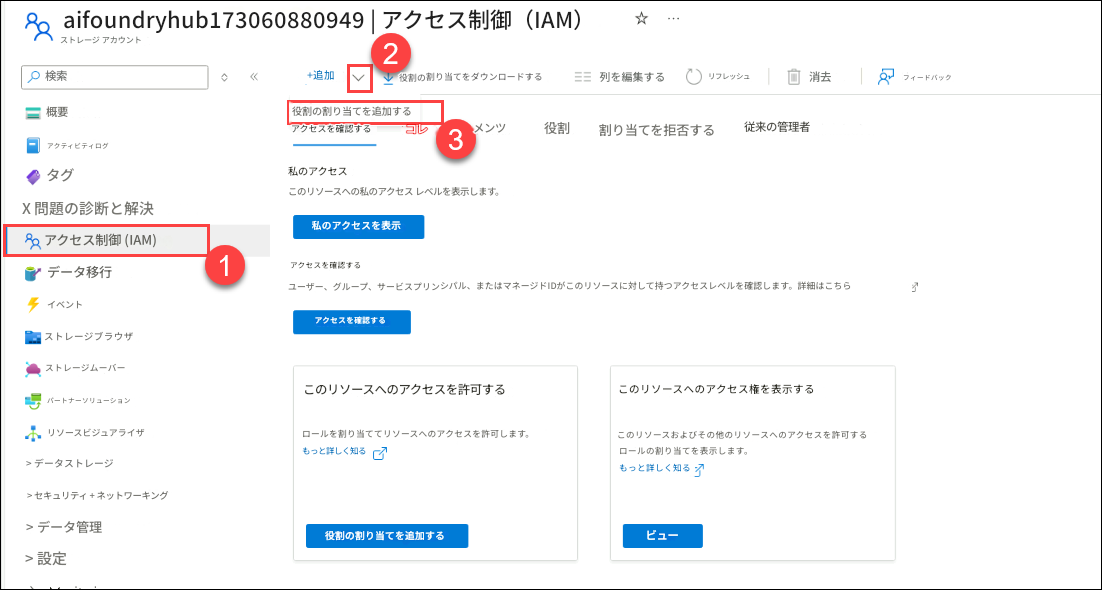 aifoundryhub173060880949 | アクセス制御（IAM）
ストレージ アカウント
検索
+追加
役割の割り当てをダウンロードする
列を編集する
リフレッシュ
消去
フィードバック
2
役割の割り当てを追加する
3
アクセスを確認する
コレ
メンツ
役割
割り当てを拒否する
従来の管理者
概要
アクティビティログ
タグ
X 問題の診断と解決
アクセス制御 (IAM)
1
データ移行
イベント
ストレージブラウザ
ストレージムーバー
パートナーソリューション
リソースビジュアライザ
> データストレージ
> セキュリティ + ネットワーキング
> データ管理
> 設定
私のアクセス
このリソースへの私のアクセス レベルを表示します。
私のアクセスを表示
アクセスを確認する
ユーザー、グループ、サービスプリンシパル、またはマネージドIDがこのリソースに対して持つアクセスレベルを確認します。詳細はこちら
アクセスを確認する
このリソースへのアクセスを許可する
ロールを割り当ててリソースへのアクセスを許可します。
もっと詳しく知る
役割の割り当てを追加する
このリソースへのアクセス権を表示する
このリソースおよびその他のリソースへのアクセスを許可する
ロールの割り当てを表示します。
もっと詳しく知る
ビュー